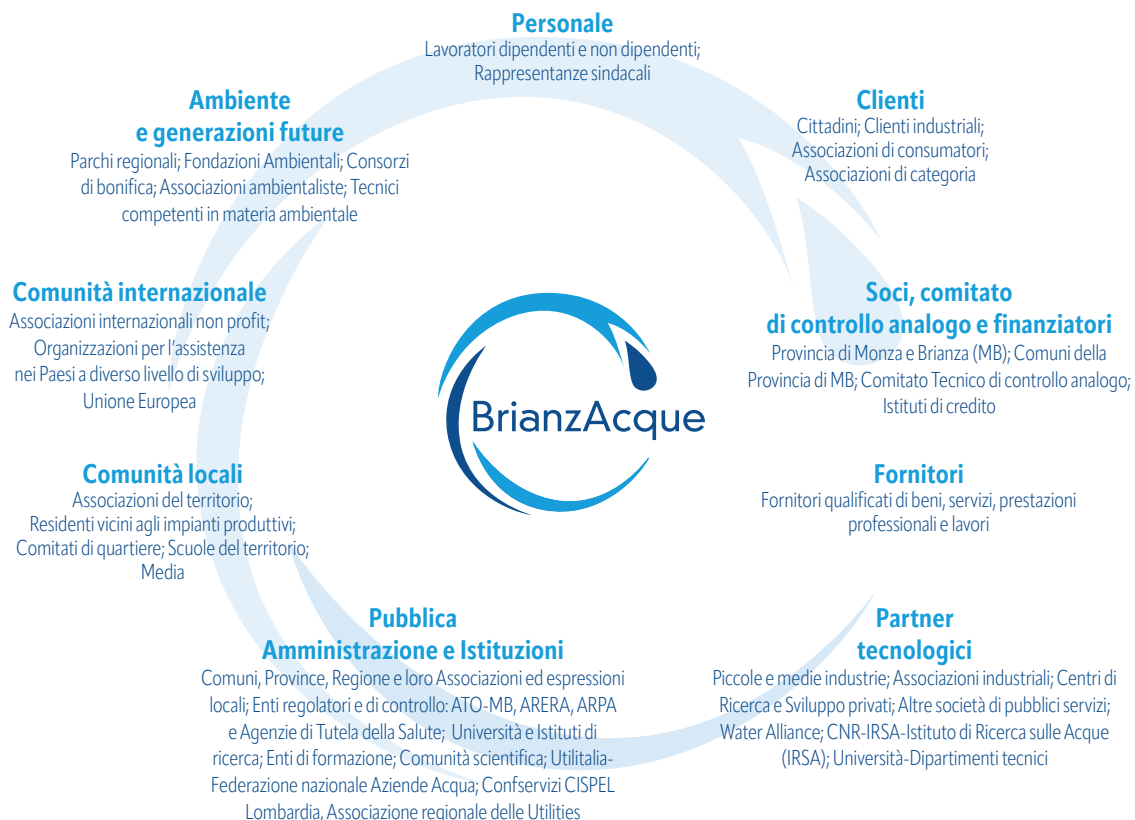 Personale
Lavoratori dipendenti e non dipendenti;
Rappresentanze sindacali
Ambiente
e generazioni future
Parchi regionali; Fondazioni Ambientali; Consorzi
di bonifica; Associazioni ambientaliste; Tecnici
competenti in materia ambientale
Clienti
Cittadini; Clienti industriali;
Associazioni di consumatori;
Associazioni di categoria
Comunità internazionale
Associazioni internazionali non profit;
Organizzazioni per l'assistenza
nei Paesi a diverso livello di sviluppo;
Unione Europea
BrianzAcque
Soci, comitato
di controllo analogo e finanziatori
Provincia di Monza e Brianza (MB); Comuni della
Provincia di MB; Comitato Tecnico di controllo analogo;
Istituti di credito
Comunità locali
Associazioni del territorio;
Residenti vicini agli impianti produttivi;
Comitati di quartiere; Scuole del territorio;
Media
Fornitori
Fornitori qualificati di beni, servizi, prestazioni
professionali e lavori
Pubblica
Amministrazione e Istituzioni
Comuni, Province, Regione e loro Associazioni ed espressioni
locali; Enti regolatori e di controllo: ATO-MB, ARERA, ARPA
e Agenzie di Tutela della Salute; Università e Istituti di
ricerca; Enti di formazione; Comunità scientifica; Utilitalia-
Federazione nazionale Aziende Acqua; Confservizi CISPEL
Lombardia, Associazione regionale delle Utilities
Partner
tecnologici
Piccole e medie industrie; Associazioni industriali; Centri di
Ricerca e Sviluppo privati; Altre società di pubblici servizi;
Water Alliance; CNR-IRSA-Istituto di Ricerca sulle Acque
(IRSA); Università-Dipartimenti tecnici